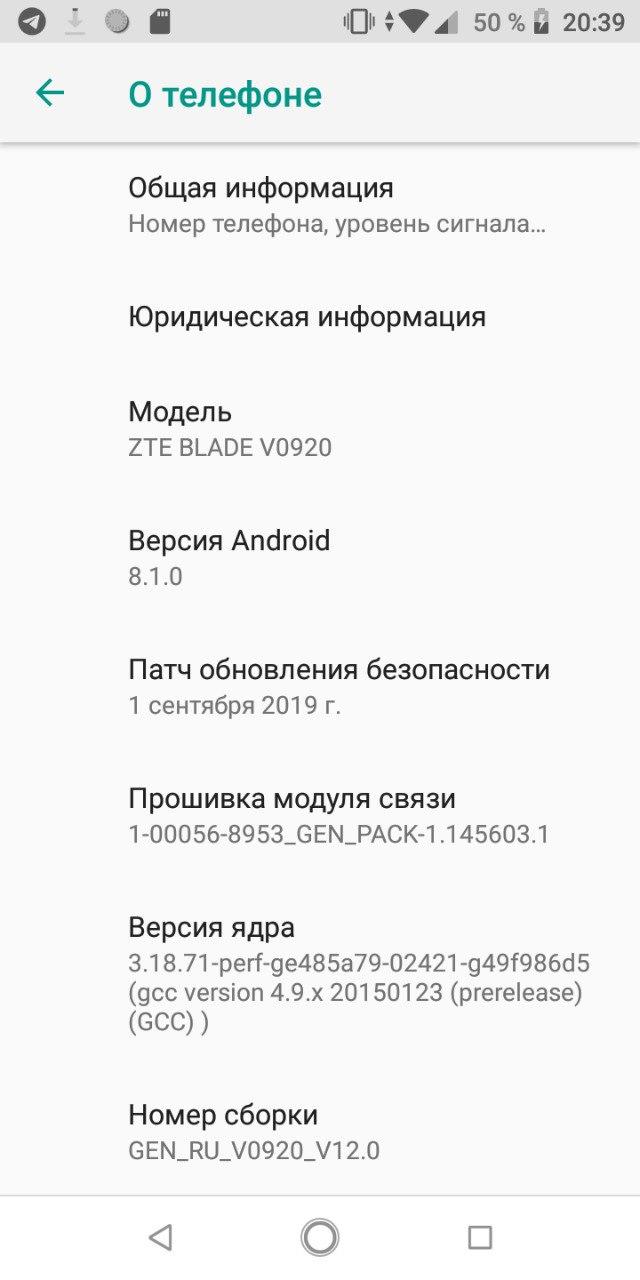 50 % 20:39
О телефоне
Общая информация
Номер телефона, уровень сигнала...
Юридическая информация
Модель
ZTE BLADE V0920
Версия Android
8.1.0
Патч обновления безопасности
1 сентября 2019 г.
Прошивка модуля связи
1-00056-8953_GEN_PACK-1.145603.1
Версия ядра
3.18.71-perf-ge485a79-02421-g49f986d5
(gcc version 4.9.x 20150123 (prerelease)
(GCC) )
Номер сборки
GEN_RU_V0920_V12.0